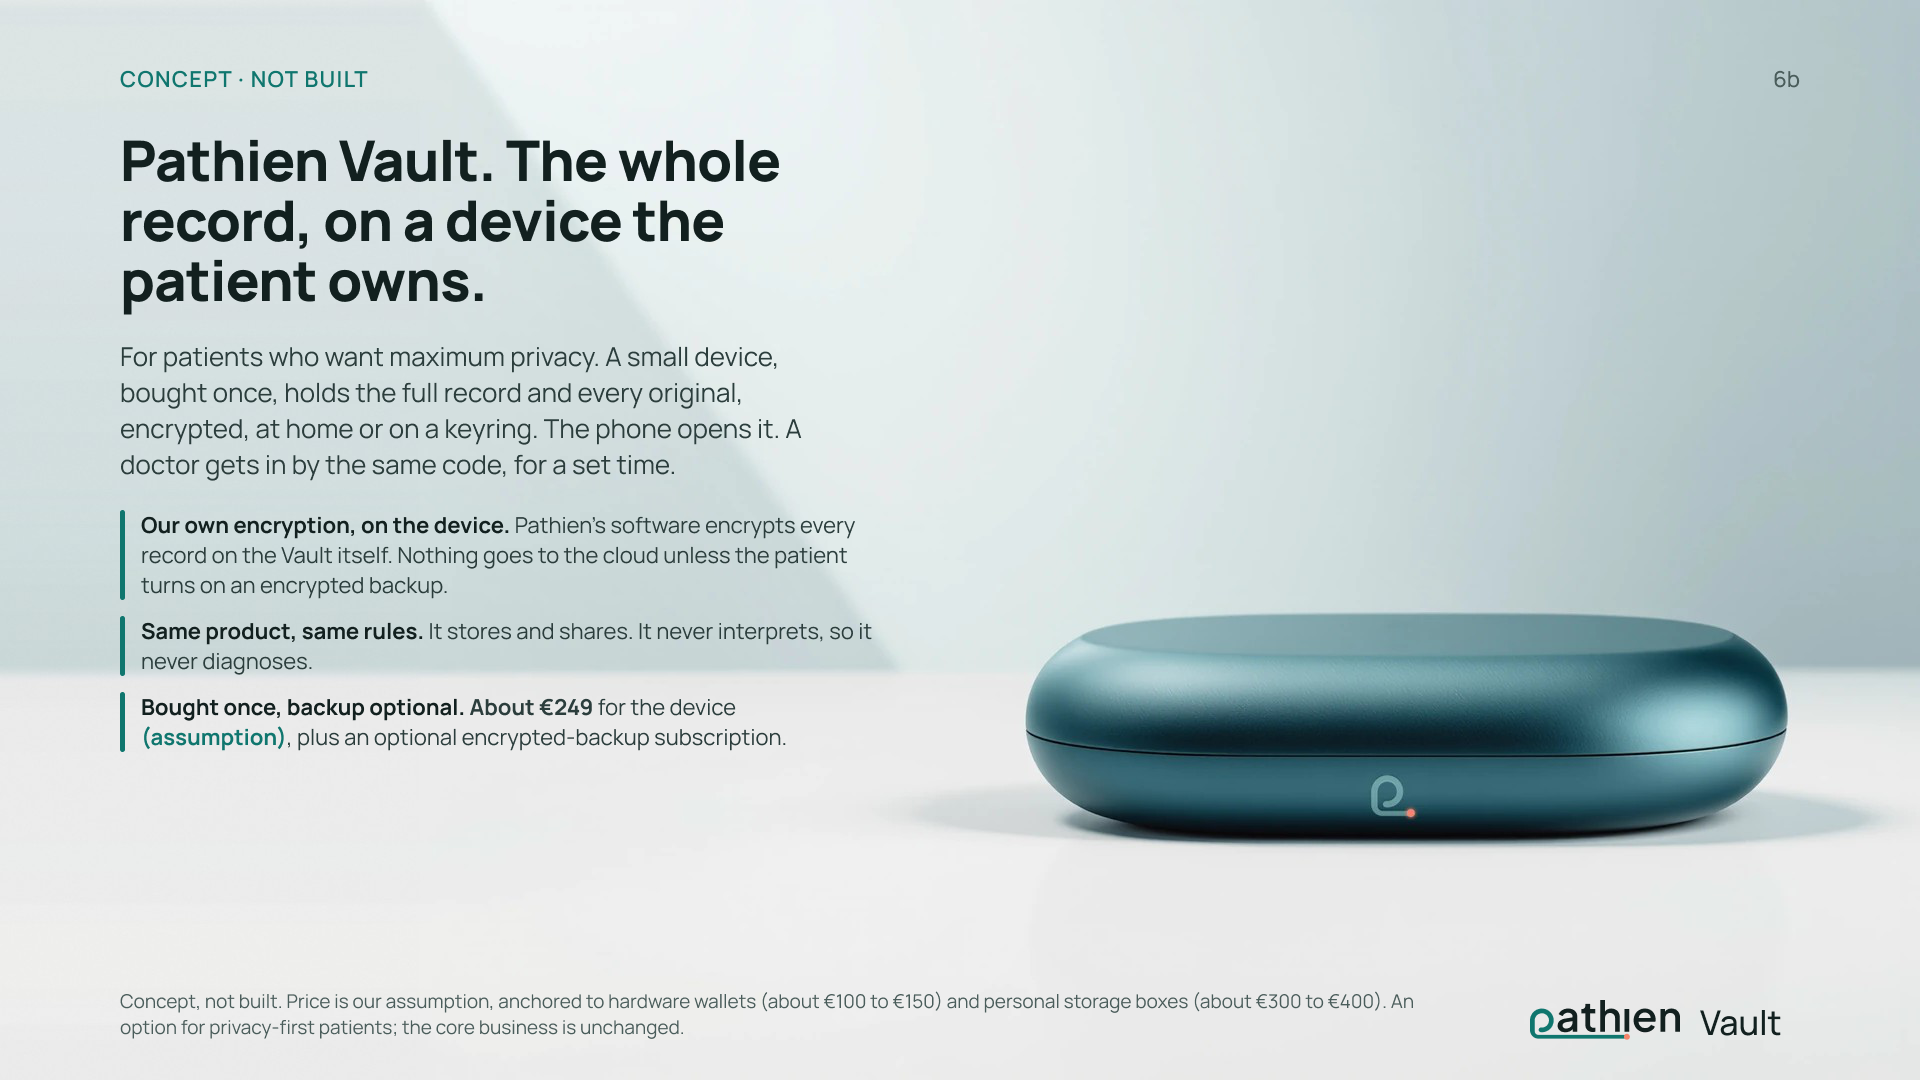 CONCEPT · NOT BUILT
6b
Pathien Vault. The whole
record, on a device the
patient owns.
For patients who want maximum privacy. A small device,
bought once, holds the full record and every original,
encrypted, at home or on a keyring. The phone opens it. A
doctor gets in by the same code, for a set time.
Our own encryption, on the device. Pathien's software encrypts every
record on the Vault itself. Nothing goes to the cloud unless the patient
turns on an encrypted backup.
Same product, same rules. It stores and shares. It never interprets, so it
never diagnoses.
Bought once, backup optional. About €249 for the device
(assumption), plus an optional encrypted-backup subscription.
Concept, not built. Price is our assumption, anchored to hardware wallets (about €100 to €150) and personal storage boxes (about €300 to €400). An
option for privacy-first patients; the core business is unchanged.
pathien Vault